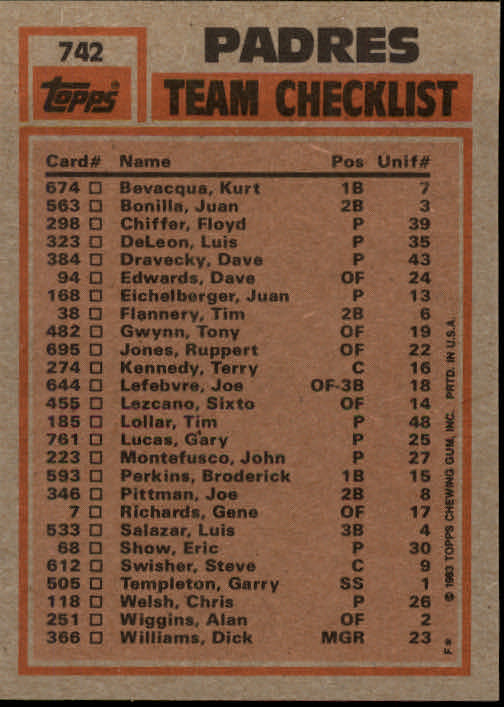 742
PADRES
Topps
TEAM CHECKLIST
Card# Name Pos Unif#
674 □ Bevacqua, Kurt 1B 7
563 □ Bonilla, Juan 2B 3
298 □ Chiffer, Floyd P 39
323 □ DeLeon, Luis P 35
384 □ Dravecky, Dave P 43
94 □ Edwards, Dave OF 24
168 □ Eichelberger, Juan P 13
38 □ Flannery, Tim 2B 6
482 □ Gwynn, Tony OF 19
695 □ Jones, Ruppert OF 22
274 □ Kennedy, Terry C 16
644 □ Lefebvre, Joe OF-3B 18
455 □ Lezcano, Sixto OF 14
185 □ Lollar, Tim P 48
761 □ Lucas, Gary P 25
223 □ Montefusco, John P 27
593 □ Perkins, Broderick 1B 15
346 □ Pittman, Joe 2B 8
7 □ Richards, Gene OF 17
533 □ Salazar, Luis 3B 4
68 □ Show, Eric P 30
612 □ Swisher, Steve C 9
505 □ Templeton, Garry SS 1
118 □ Welsh, Chris P 26
251 □ Wiggins, Alan OF 2
366 □ Williams, Dick MGR 23
F* © 1983 TOPPS CHEWING GUM, INC. PRTD. IN U.S.A.